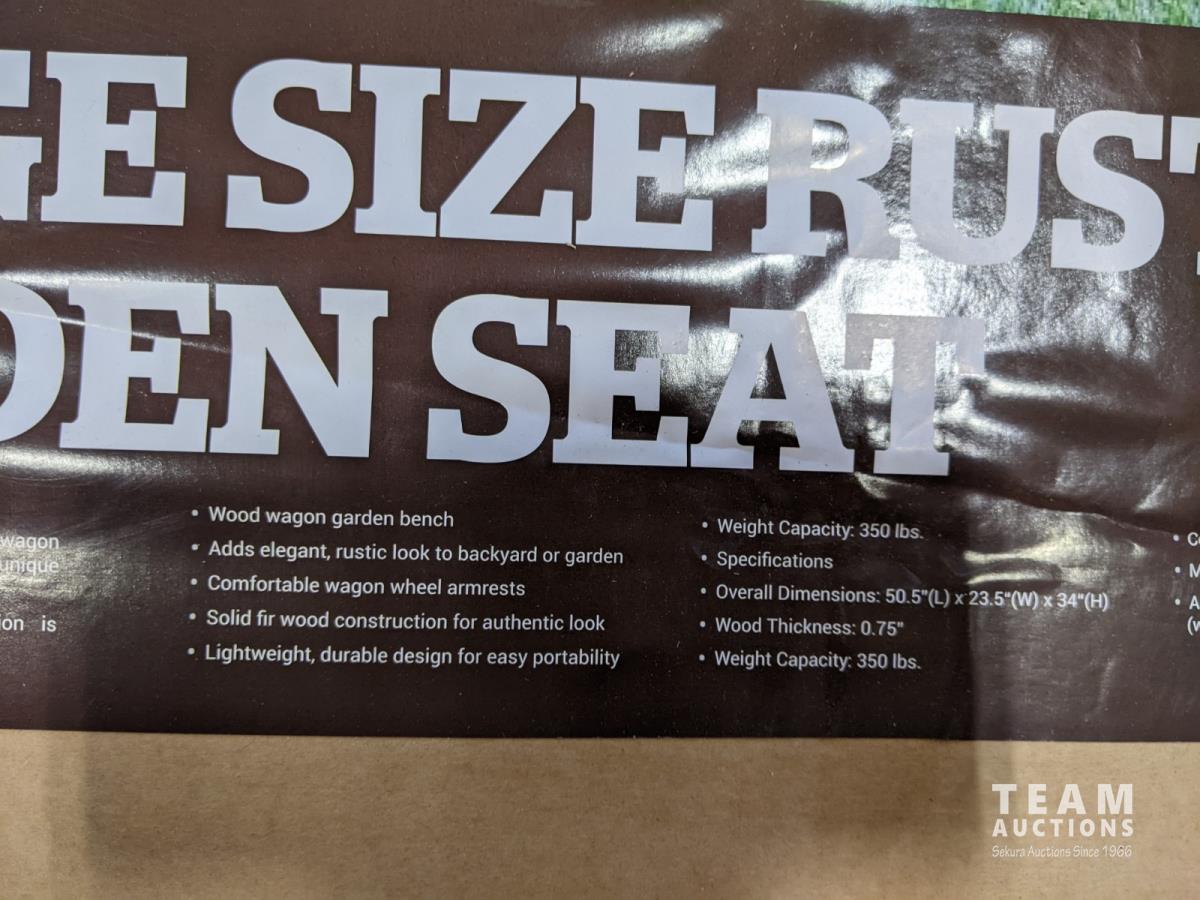 GE SIZE RUST
DEN SEAT
wagon
unique
ion is
• Wood wagon garden bench
• Adds elegant, rustic look to backyard or garden
• Comfortable wagon wheel armrests
• Solid fir wood construction for authentic look
• Lightweight, durable design for easy portability
• Weight Capacity: 350 lbs.
• Specifications
• Overall Dimensions: 50.5"(L) x 23.5"(W) x 34"(H)
• Wood Thickness: 0.75"
• Weight Capacity: 350 lbs.
• Co
• M
• A
(w
TEAM
AUCTIONS
Sekura Auctions Since 1966